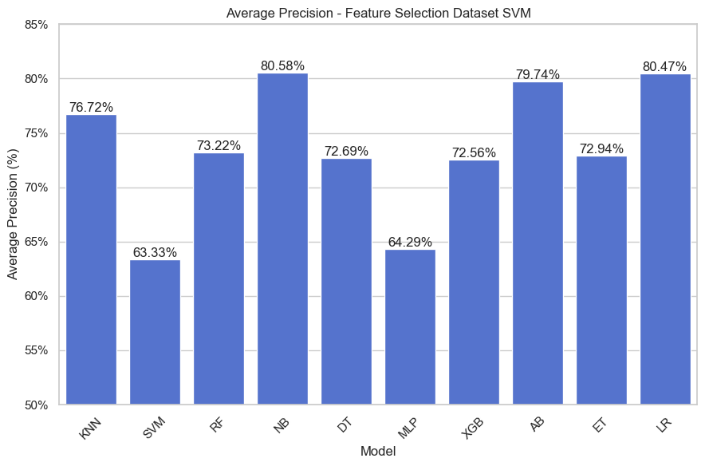 Average Precision - Feature Selection Dataset SVM
85%
80%
75%
70%
65%
60%
55%
50%
Average Precision (%)
76.72%
63.33%
73.22%
80.58%
72.69%
64.29%
72.56%
79.74%
72.94%
80.47%
KNN
SVM
RF
NB
DT
MLP
XGB
AB
ET
LR
Model